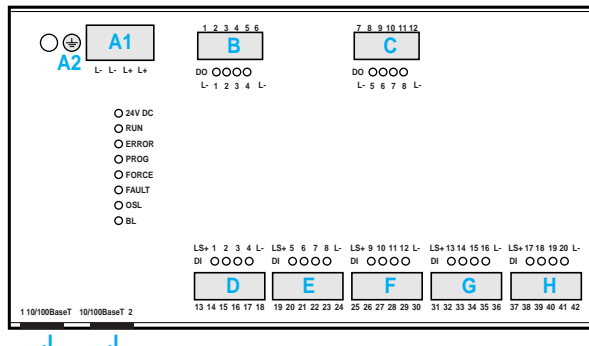 A1
A2
L- L- L+ L+
1 2 3 4 5 6
B
DO
L- 1 2 3 4 L-
7 8 9 10 11 12
C
DO
L- 5 6 7 8 L-
24V DC
RUN
ERROR
PROG
FORCE
FAULT
OSL
BL
LS+ 1 2 3 4 L-
DI
D
13 14 15 16 17 18
LS+ 5 6 7 8 L-
DI
E
19 20 21 22 23 24
LS+ 9 10 11 12 L-
DI
F
25 26 27 28 29 30
LS+ 13 14 15 16 L-
DI
G
31 32 33 34 35 36
LS+ 17 18 19 20 L-
DI
H
37 38 39 40 41 42
1 10/100BaseT 10/100BaseT 2